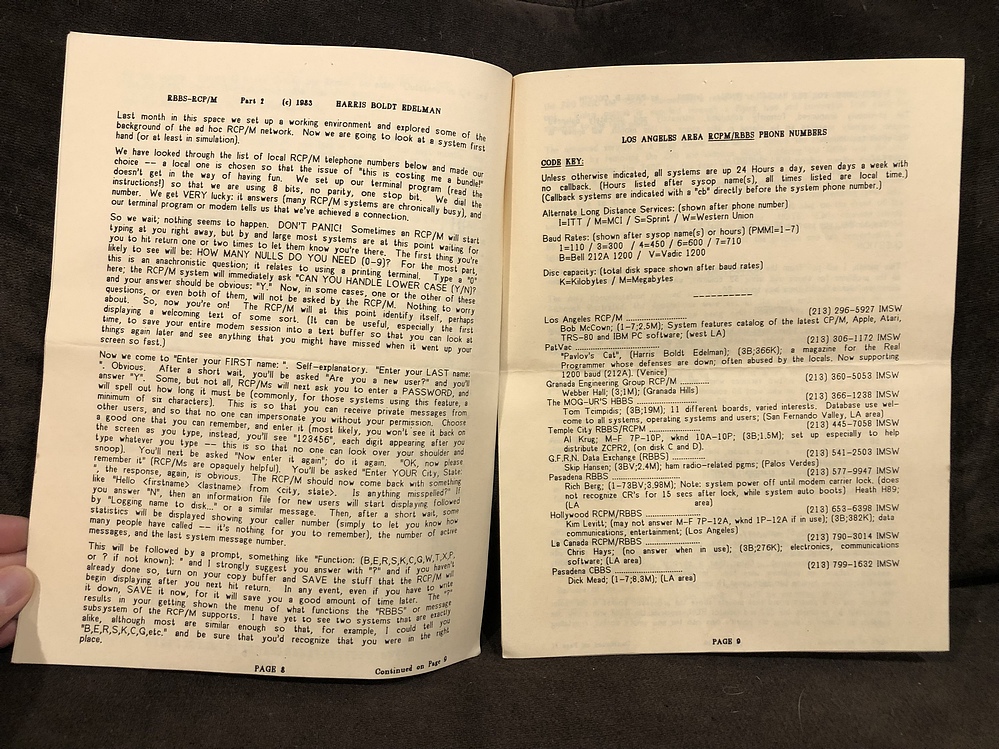 RBBS-RCP/M Part 2 (c) 1983 HARRIS BOLDT EDELMAN
Last month in this space we set up a working environment and explored some of the
background of the ad hoc RCP/M network. Now we are going to look at a system first
hand (or at least in simulation).
We have looked through the list of local RCP/M telephone numbers below and made our
choice -- a local one is chosen so that the issue of "this is costing me a bundle!"
doesn't get in the way of having fun. We set up our terminal program (read the
instructions!) so that we are using 8 bits, no parity, one stop bit. We dial the
number. We get VERY lucky: it answers (many RCP/M systems are chronically busy), and
our terminal program or modem tells us that we've achieved a connection.
So we wait; nothing seems to happen. DON'T PANIC! Sometimes an RCP/M will start
typing at you right away, but by and large most systems are at this point waiting for
you to hit return one or two times to let them know you're there. The first thing you're
likely to see will be: HOW MANY NULLS DO YOU NEED (0-9)? For the most part,
this is an anachronistic question; it relates to using a printing terminal. Type a "0"
here; the RCP/M system will immediately ask "CAN YOU HANDLE LOWER CASE (Y/N)?
and your answer should be obvious: "Y." Now, in some cases, one or the other of these
questions, or even both of them, will not be asked by the RCP/M. Nothing to worry
about. So, now you're on! The RCP/M will at this point identify itself, perhaps
displaying a welcoming text of some sort. (It can be useful, especially the first
time, to save your entire modem session into a text buffer so that you can look at
things again later and see anything that you might have missed when it went up your
screen so fast.)
Now we come to "Enter your FIRST name: ". Self-explanatory. "Enter your LAST name:
". Obvious. After a short wait, you'll be asked "Are you a new user?" and you'll
answer "Y". Some, but not all, RCP/Ms will next ask you to enter a PASSWORD, and
will spell out how long it must be (commonly, for those systems using this feature, a
minimum of six characters). This is so that you can receive private messages from
other users, and so that no one can impersonate you without your permission. Choose
a good one that you can remember, and enter it (most likely, you won't see it back on
the screen as you type, instead, you'll see "123456", each digit appearing after you
type whatever you type -- this is so that no one can look over your shoulder and
snoop). You'll next be asked "Now enter it again"; do it again. "OK, now please
remember it" (RCP/Ms are opaquely helpful). You'll be asked "Enter YOUR City, State:
", the response, again, is obvious. The RCP/M should now come back with something
like "Hello <firstname> <lastname> from <city, state>. Is anything misspelled?" If
you answer "N", then an information file for new users will start displaying followed
by "Logging name to disk..." or a similar message. Then, after a short wait, some
statistics will be displayed showing your caller number (simply to let you know how
many people have called -- it's nothing for you to remember), the number of active
messages, and the last system message number.
This will be followed by a prompt, something like "Function: (B,E,R,S,K,C,G,W,T,X,P,
or ? if not known): " and I strongly suggest you answer with "?" and if you haven't
already done so, turn on your copy buffer and SAVE the stuff that the RCP/M will
begin displaying after you next hit return. In any event, even if you have to write
it down, SAVE it now, for it will save you a good amount of time later. The "?"
results in your getting shown the menu of what functions the "RBBS" or message
subsystem of the RCP/M supports. I have yet to see two systems that are exactly
alike, although most are similar enough so that, for example, I could tell you
"B,E,R,S,K,C,G,etc." and be sure that you'd recognize that you were in the right
place.
PAGE 8 Continued on Page 9
LOS ANGELES AREA RCPM/RBBS PHONE NUMBERS
CODE KEY:
Unless otherwise indicated, all systems are up 24 Hours a day, seven days a week with
no callback. (Hours listed after sysop name(s), all times listed are local time.)
(Callback systems are indicated with a "cb" directly before the system phone number.)
Alternate Long Distance Services: (shown after phone number)
I=ITT / M=MCI / S=Sprint / W=Western Union
Baud Rates: (shown after sysop name(s) or hours) (PMMI=1-7)
1=110 / 3=300 / 4=450 / 6=600 / 7=710
B=Bell 212A 1200 / V=Vadic 1200
Disc capacity: (total disk space shown after baud rates)
K=Kilobytes / M=Megabytes
----------
Los Angeles RCP/M ........................ (213) 296-5927 IMSW
Bob McCown; (1-7;2.5M); System features catalog of the latest CP/M, Apple, Atari,
TRS-80 and IBM PC software; (west LA)
PatVac ........................ (213) 306-1172 IMSW
"Pavlov's Cat", (Harris Boldt Edelman); (3B;366K); a magazine for the Real
Programmer whose defenses are down; often abused by the locals. Now supporting
1200 baud (212A). (Venice)
Granada Engineering Group RCP/M ............ (213) 360-5053 IMSW
Webber Hall; (3;1M); (Granada Hills)
The MOG-UR'S HBBS ........................ (213) 366-1238 IMSW
Tom Tcimpidis; (3B;19M); 11 different boards, varied interests. Database use wel-
come to all systems, operating systems and users; (San Fernando Valley, LA area)
Temple City RBBS/RCPM .................... (213) 445-7058 IMSW
Al Krug; M-F 7P-10P, wknd 10A-10P; (3B;1.5M); set up especially to help
distribute ZCPR2, (on disk C and D).
G.F.R.N. Data Exchange (RBBS) ............ (213) 541-2503 IMSW
Skip Hansen; (3BV;2.4M); ham radio-related pgms; (Palos Verdes)
Pasadena RBBS ........................ (213) 577-9947 IMSW
Rich Berg; (1-73BV;3.98M); Note: system power off until modem carrier lock. (does
not recognize CR's for 15 secs after lock, while system auto boots) Heath H89;
(LA area)
Hollywood RCPM/RBBS ........................ (213) 653-6398 IMSW
Kim Levitt; (may not answer M-F 7P-12A, wknd 1P-12A if in use); (3B;382K); data
communications, entertainment; (Los Angeles)
La Canada RCPM/RBBS ........................ (213) 790-3014 IMSW
Chris Hays; (no answer when in use); (3B;276K); electronics, communications
software; (LA area)
Pasadena CBBS ........................ (213) 799-1632 IMSW
Dick Mead; (1-7;8.3M); (LA area)
PAGE 9